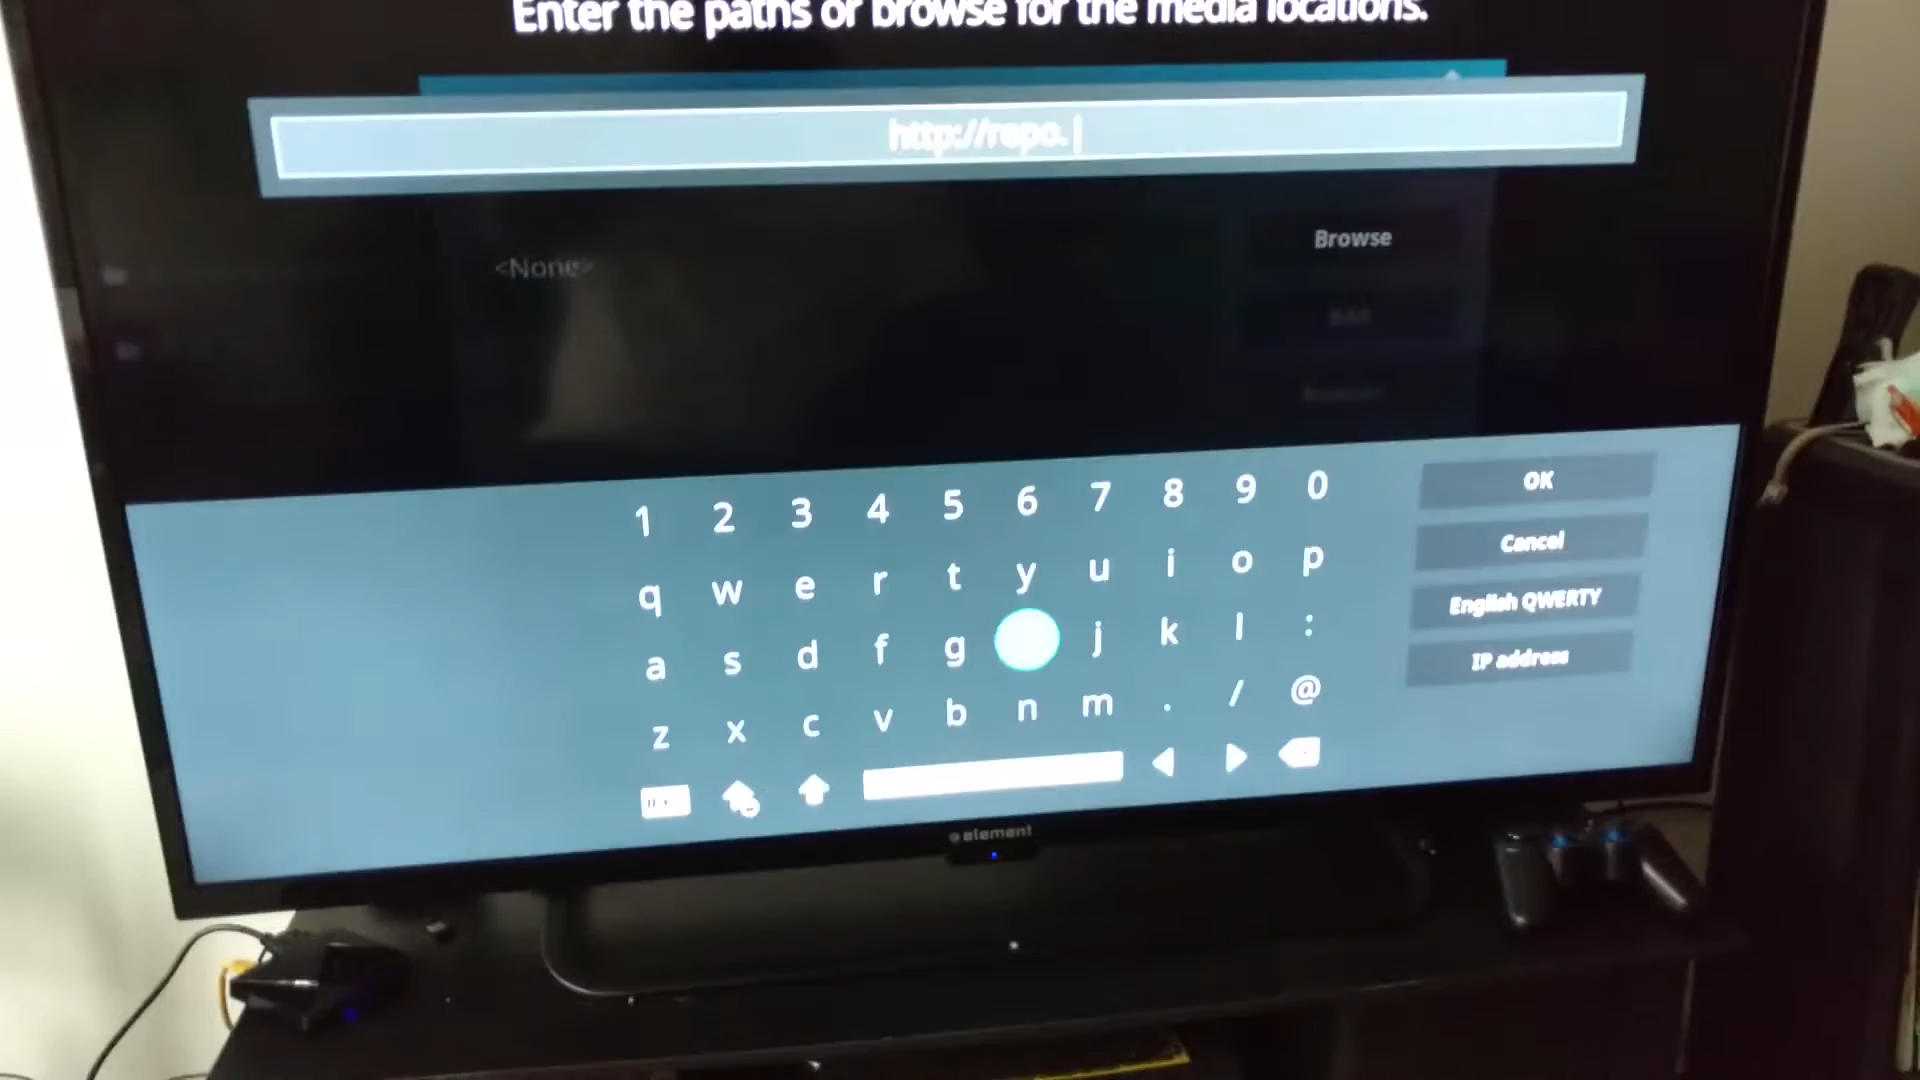 Enter the paths or browse for the media locations.
http://repo.
<None>
Browse
1 2 3 4 5 6 7 8 9 0
OK
q w e r t y u i o p
Cancel
English QWERTY
a s d f g j k l :
IP address
z x c v b n m . / @
element